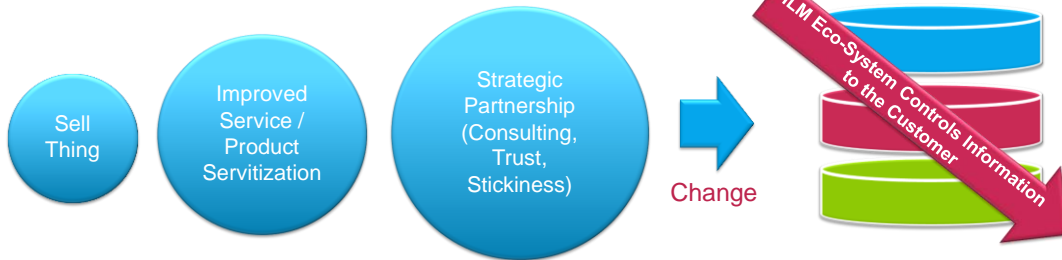 Sell
Thing
Improved
Service /
Product
Servitization
Strategic
Partnership
(Consulting,
Trust,
Stickiness)
Change
Eco-System Controls Information
to the Customer